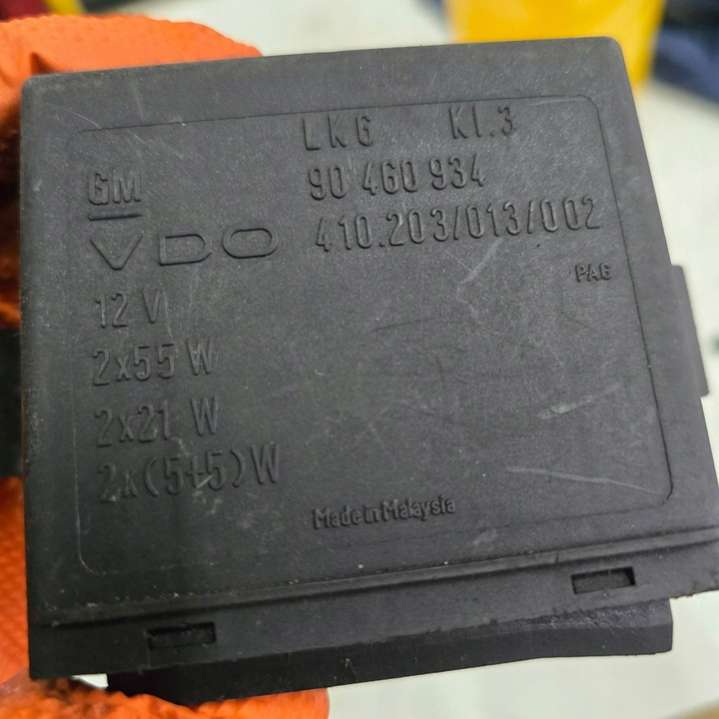 LKG KI.3
GM 90 460 934
VDO 410.203/013/002
PA6
12 V
2x55 W
2x21 W
2x(5+5)W
Made in Malaysia